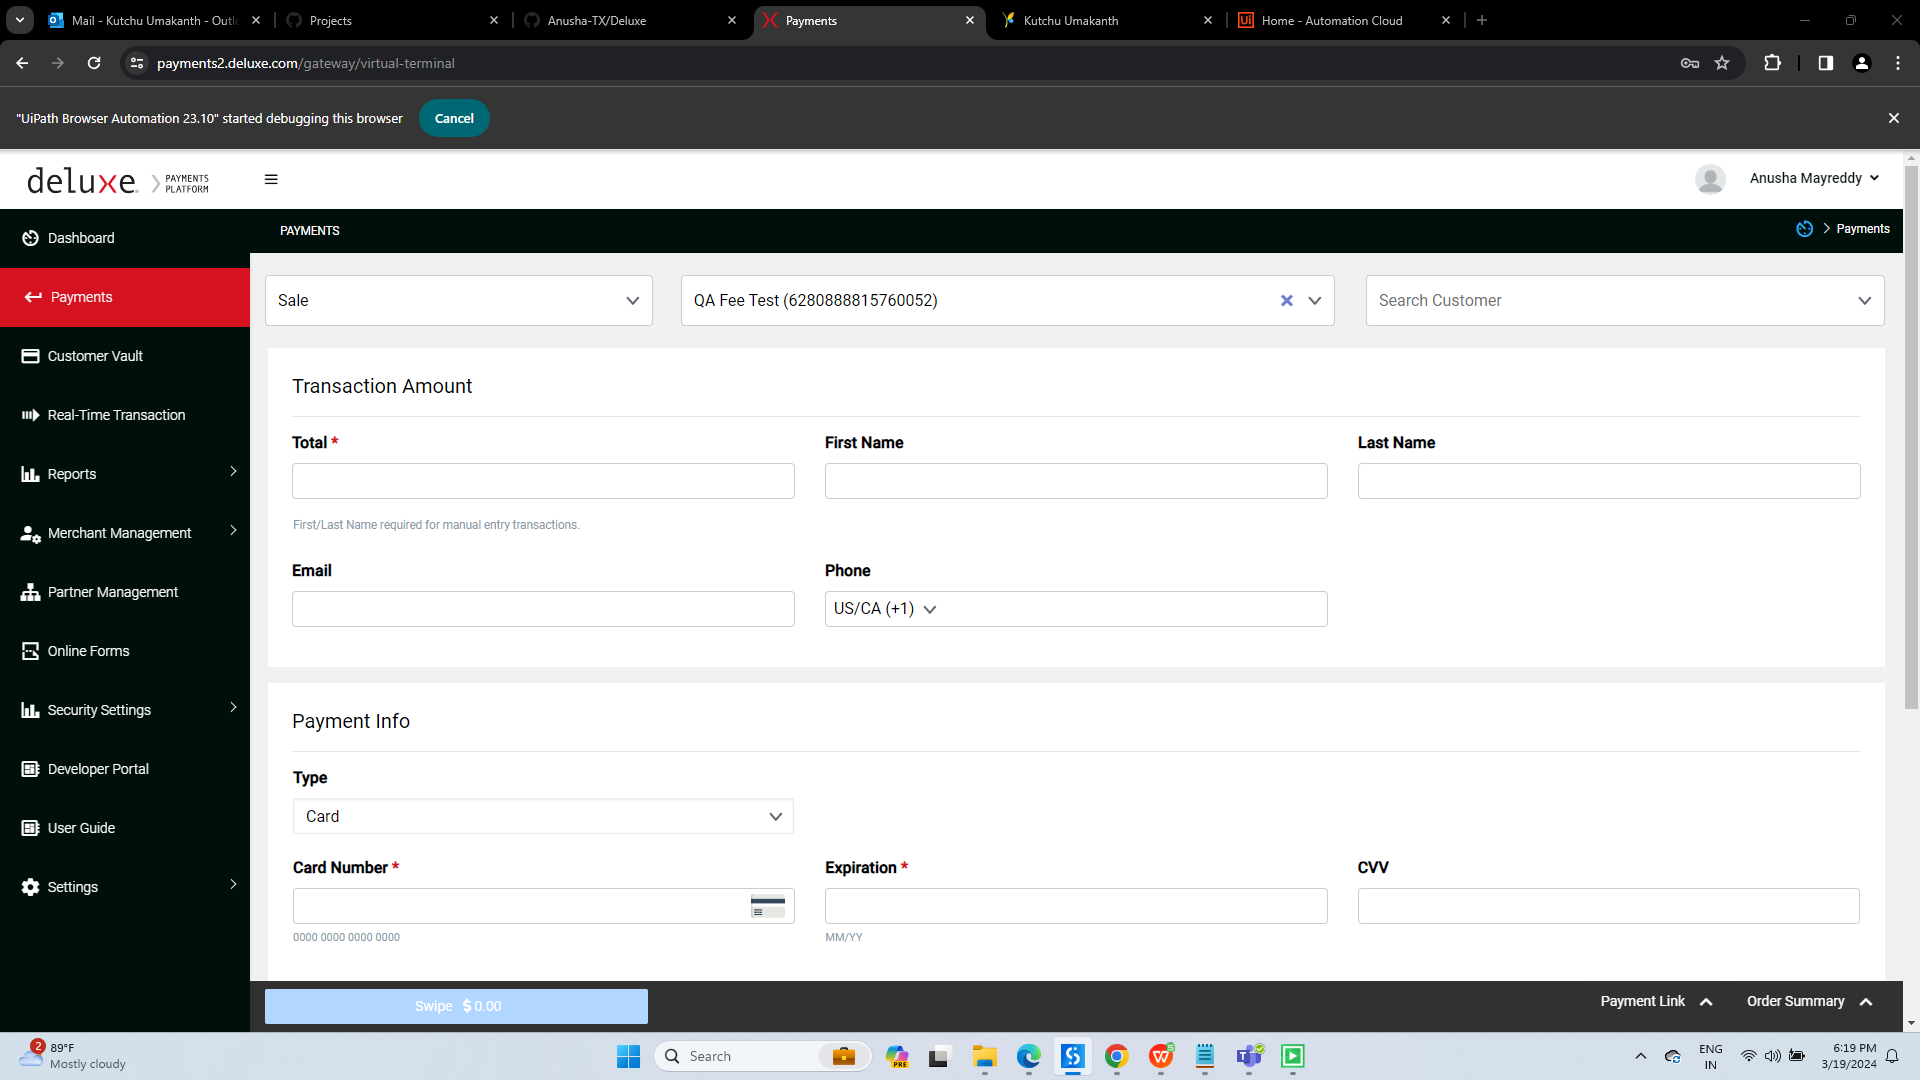 Mail - Kutchu Umakanth - Outl
Projects
Anusha-TX/Deluxe
Payments
Kutchu Umakanth
Ui Home - Automation Cloud
payments2.deluxe.com/gateway/virtual-terminal
"UiPath Browser Automation 23.10" started debugging this browser
Cancel
deluxe. PAYMENTS PLATFORM
Anusha Mayreddy
Dashboard
PAYMENTS
Payments
Payments
Sale
QA Fee Test (6280888815760052)
Search Customer
Customer Vault
Real-Time Transaction
Reports
Merchant Management
Partner Management
Online Forms
Security Settings
Developer Portal
User Guide
Settings
Transaction Amount
Total *
First Name
Last Name
First/Last Name required for manual entry transactions.
Email
Phone
US/CA (+1)
Payment Info
Type
Card
Card Number *
Expiration *
CVV
0000 0000 0000 0000
MM/YY
Swipe $ 0.00
Payment Link
Order Summary
2
89°F
Mostly cloudy
Search
PRE
ENG
IN
6:19 PM
3/19/2024